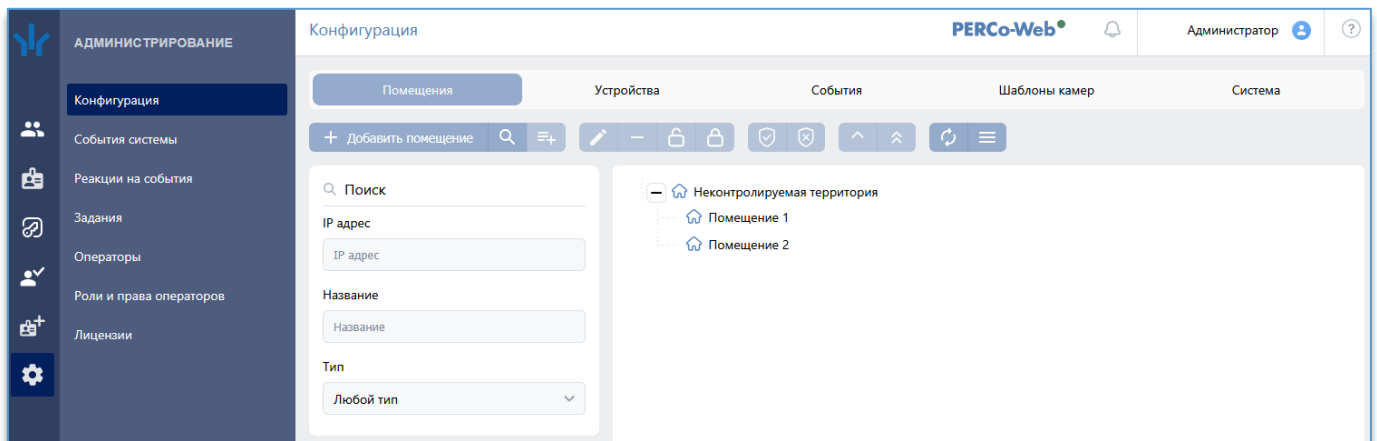 АДМИНИСТРИРОВАНИЕ
Конфигурация
События системы
Реакции на события
Задания
Операторы
Роли и права операторов
Лицензии
Конфигурация
PERCo-Web
Администратор
?
Помещения Устройства События Шаблоны камер Система
+ Добавить помещение
Поиск
IP адрес
IP адрес
Название
Название
Тип
Любой тип
Неконтролируемая территория
Помещение 1
Помещение 2